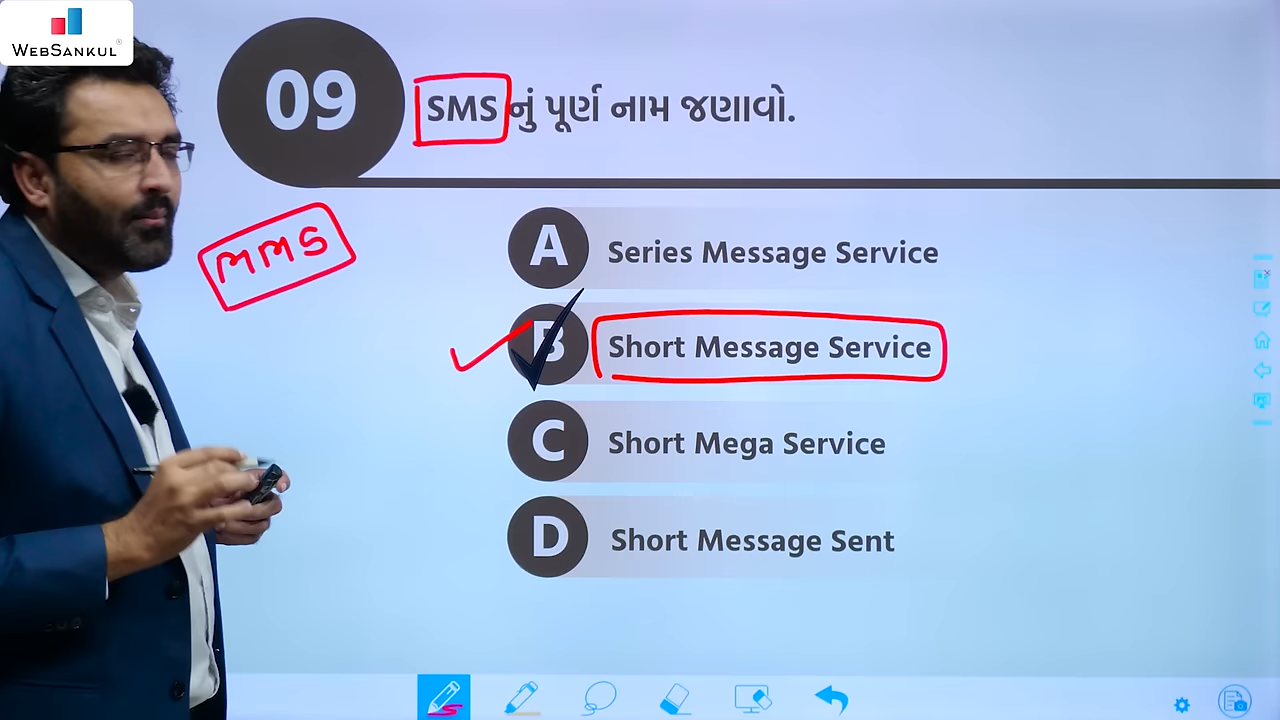 WEBSANKUL
09
SMS નું પૂર્ણ નામ જણાવો.
MMS
A Series Message Service
B Short Message Service
C Short Mega Service
D Short Message Sent